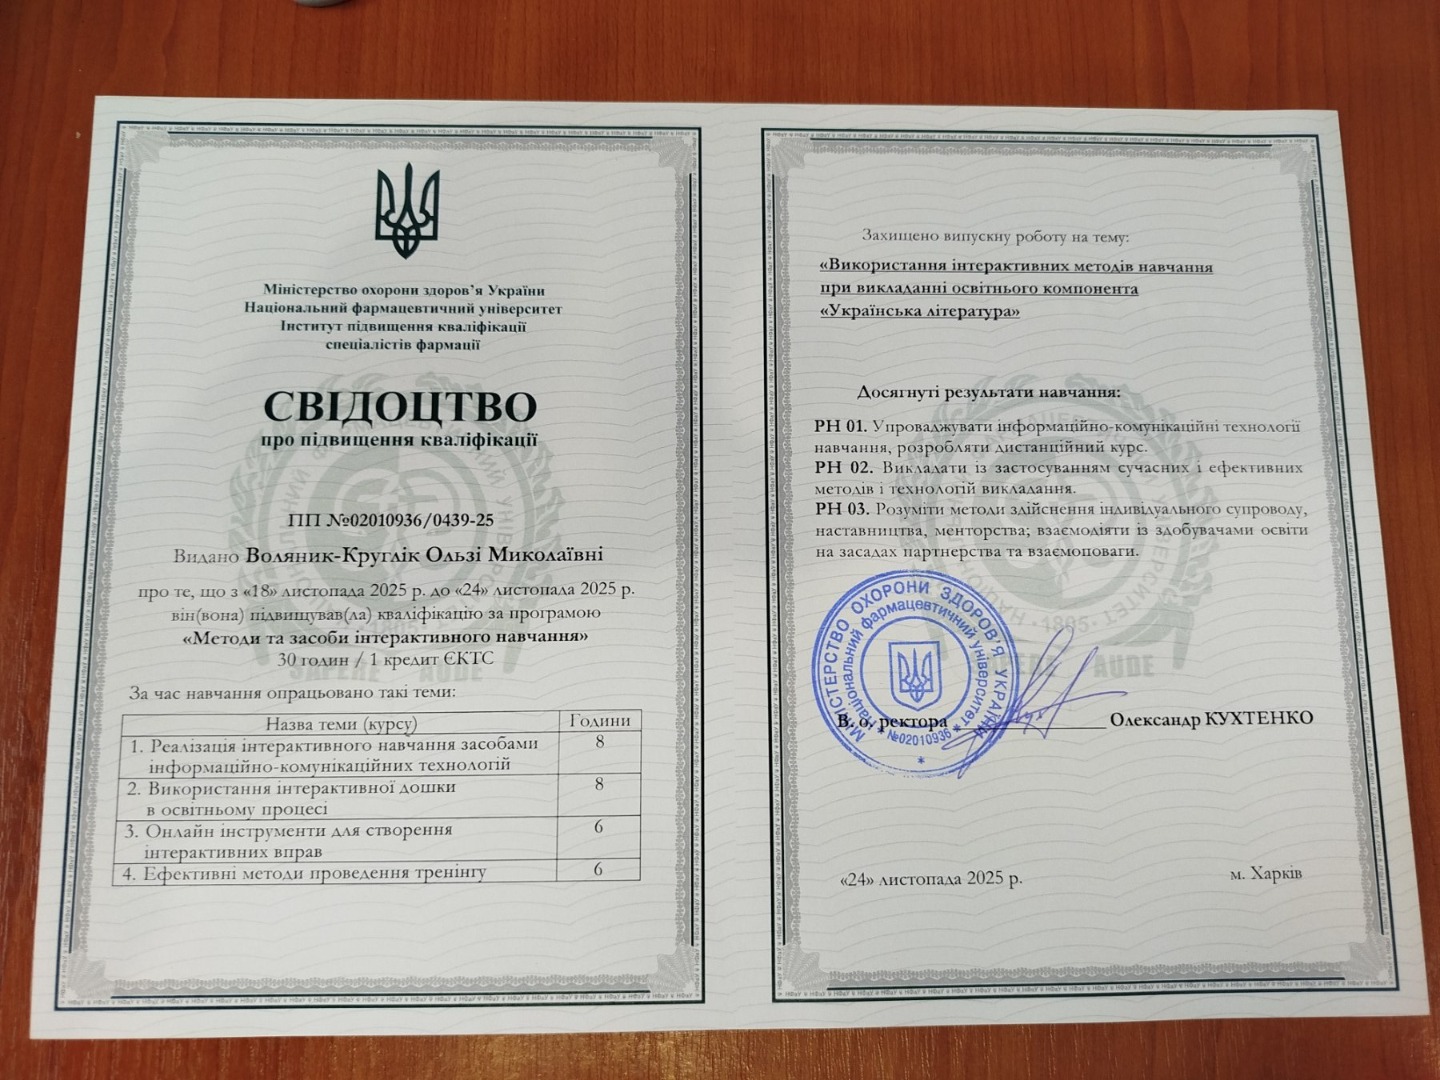 Міністерство охорони здоров’я України
Національний фармацевтичний університет
Інститут підвищення кваліфікації
спеціалістів фармації
СВІДОЦТВО
про підвищення кваліфікації
ПП №02010936/0439-25
Видано Воляник-Круглік Ользі Миколаївні
про те, що з «18» листопада 2025 р. до «24» листопада 2025 р.
він(вона) підвищував(ла) кваліфікацію за програмою
«Методи та засоби інтерактивного навчання»
30 годин / 1 кредит ЄКТС
SAPERE AUDE
За час навчання опрацьовано такі теми:
Назва теми (курсу) Години
1. Реалізація інтерактивного навчання засобами 8
інформаційно-комунікаційних технологій
2. Використання інтерактивної дошки 8
в освітньому процесі
3. Онлайн інструменти для створення 6
інтерактивних вправ
4. Ефективні методи проведення тренінгу 6
Захищено випускну роботу на тему:
«Використання інтерактивних методів навчання
при викладанні освітнього компонента
«Українська література»
Досягнуті результати навчання:
РН 01. Упроваджувати інформаційно-комунікаційні технології
навчання, розробляти дистанційний курс.
РН 02. Викладати із застосуванням сучасних і ефективних
методів і технологій викладання.
РН 03. Розуміти методи здійснення індивідуального супроводу,
наставництва, менторства; взаємодіяти із здобувачами освіти
на засадах партнерства та взаємоповаги.
1805
SAPERE AUDE
МІНІСТЕРСТВО ОХОРОНИ ЗДОРОВ'Я УКРАЇНИ
Національний фармацевтичний університет
№02010936
В. о. ректора Олександр КУХТЕНКО
«24» листопада 2025 р. м. Харків